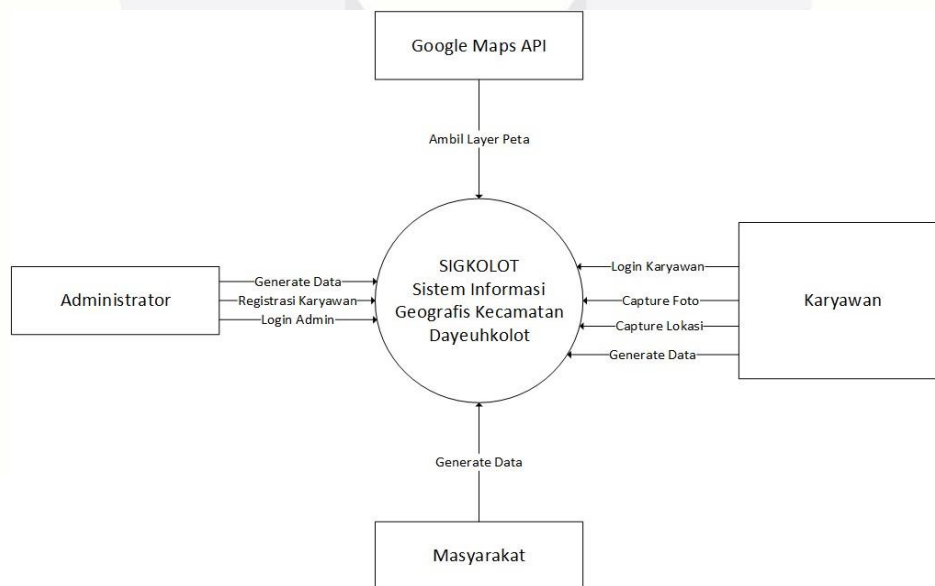 Google Maps API
Ambil Layer Peta
SIGKOLOT
Sistem Informasi
Geografis Kecamatan
Dayeuhkolot
Administrator
Generate Data
Registrasi Karyawan
Login Admin
Login Karyawan
Capture Foto
Capture Lokasi
Generate Data
Karyawan
Generate Data
Masyarakat